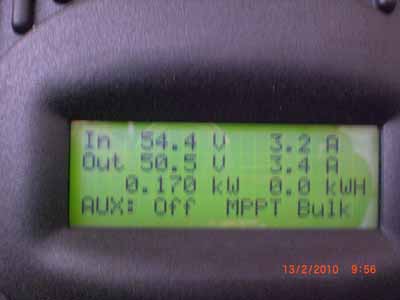 In 54.4 V 3.2 A
Out 50.5 V 3.4 A
0.170 kW 0.0 kWH
AUX: Off MPPT Bulk
13/2/2010 9:56